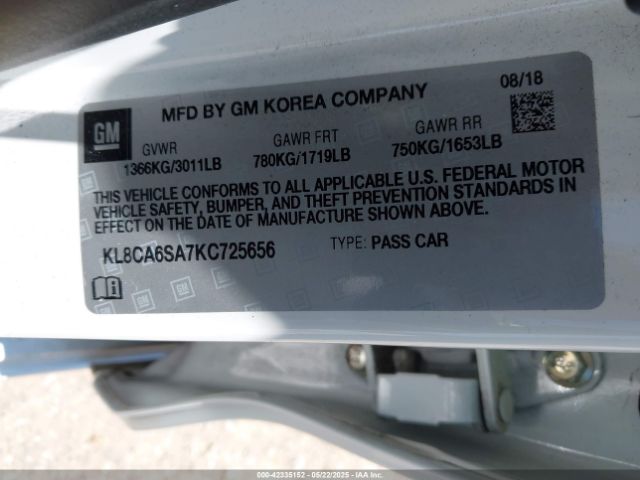 MFD BY GM KOREA COMPANY
08/18
GM
GVWR
GAWR FRT
GAWR RR
1366KG/3011LB
780KG/1719LB
750KG/1653LB
THIS VEHICLE CONFORMS TO ALL APPLICABLE U.S. FEDERAL MOTOR
VEHICLE SAFETY, BUMPER, AND THEFT PREVENTION STANDARDS IN
EFFECT ON THE DATE OF MANUFACTURE SHOWN ABOVE.
KL8CA6SA7KC725656
TYPE: PASS CAR
000-42335152 - 05/22/2025 - IAAI.COM